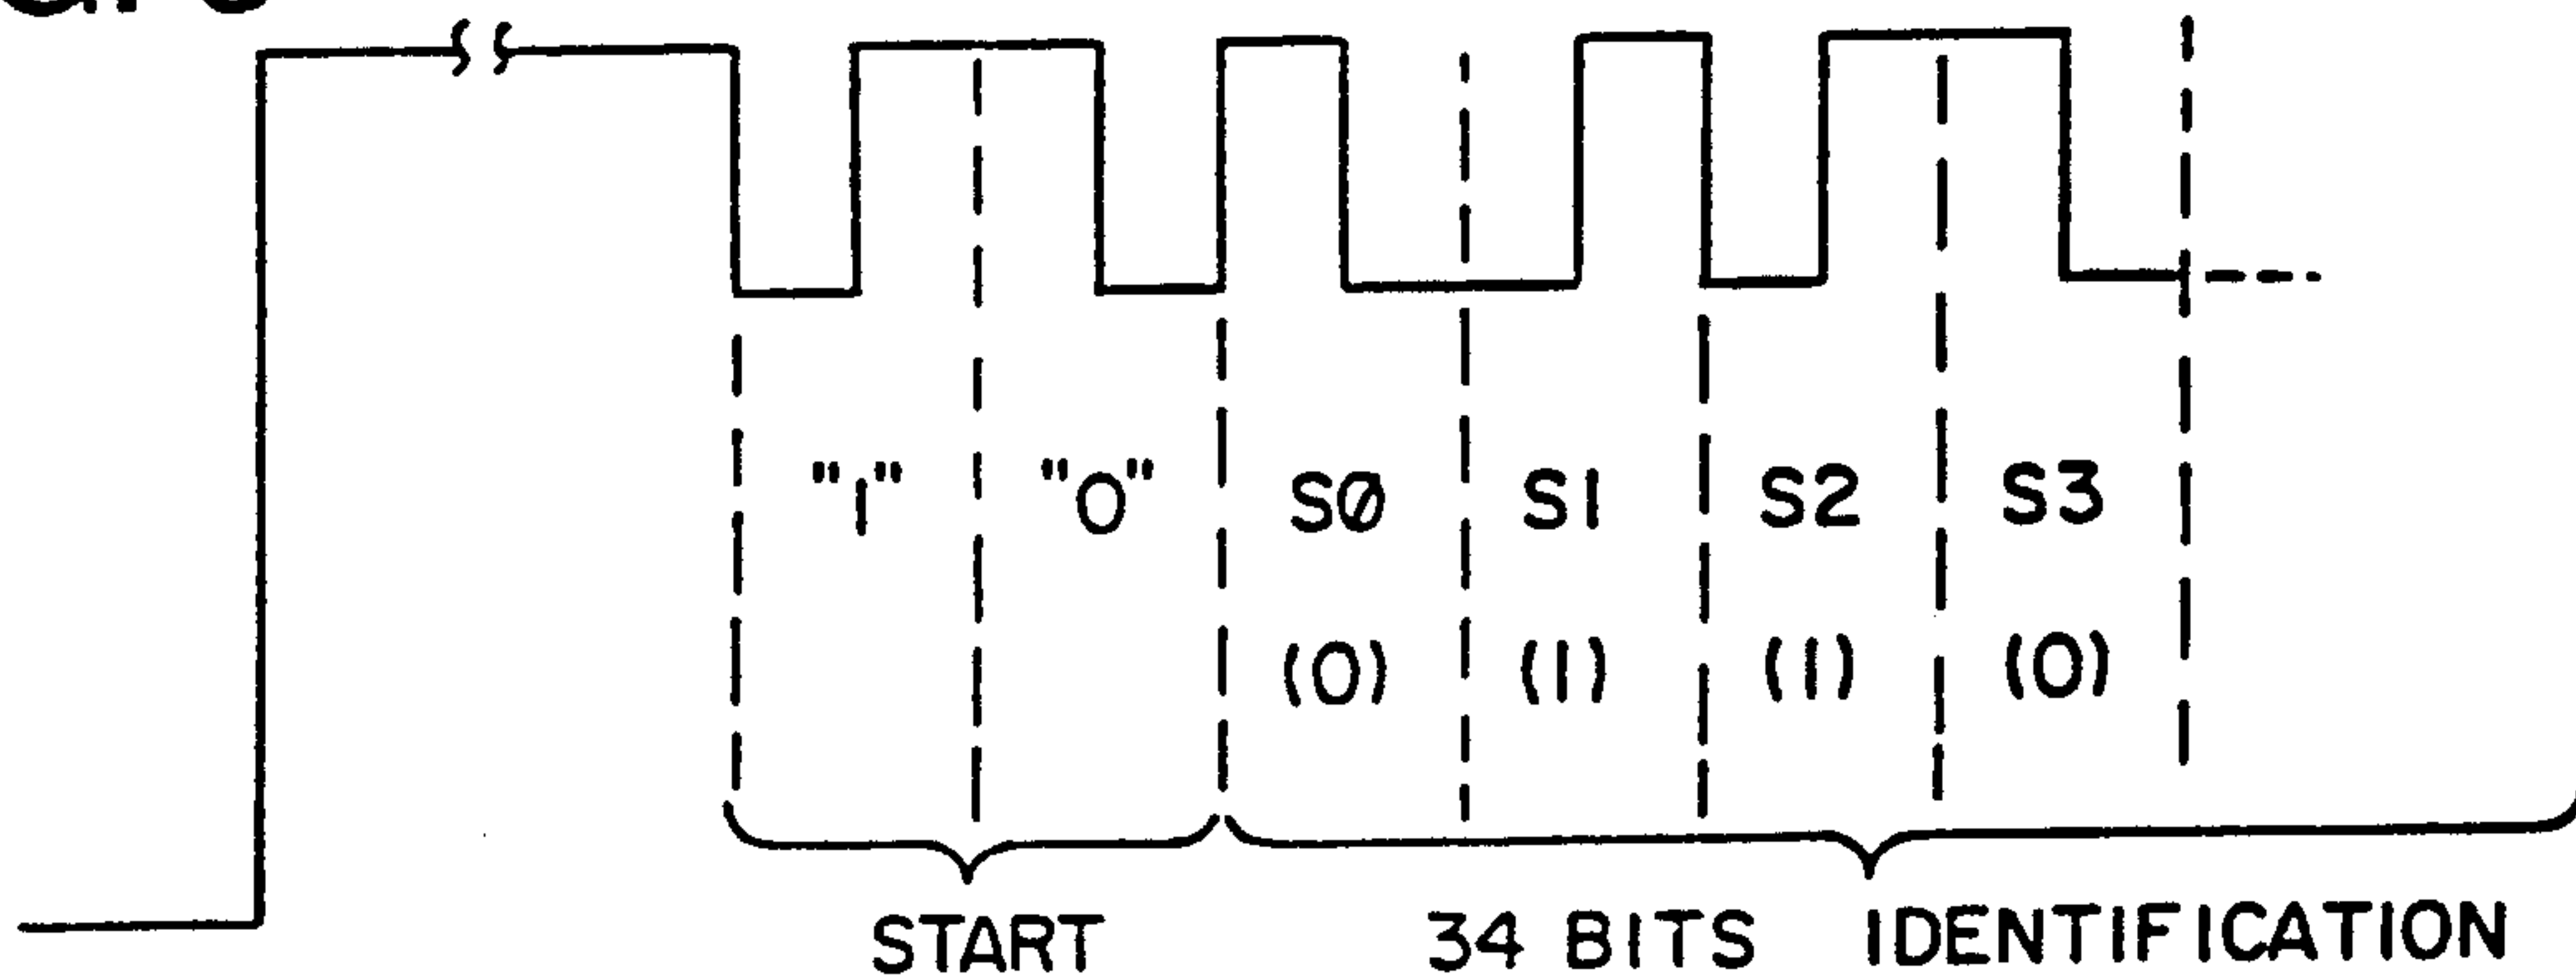 "1" "0" SØ S1 S2 S3
(0) (1) (1) (0)
START 34 BITS IDENTIFICATION